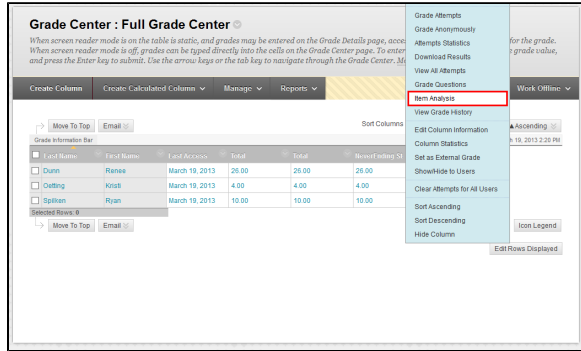 Grade Center : Full Grade Center
When screen reader mode is on the table is static, and grades may be entered on the Grade Details page, acce for the grade.
When screen reader mode is off, grades can be typed directly into the cells on the Grade Center page. To enter grade value,
and press the Enter key to submit. Use the arrow keys or the tab key to navigate through the Grade Center.
Create Column Create Calculated Column Manage Reports Work Offline
Move To Top Email Sort Columns Ascending
Grade Information Bar h 19, 2013 2:20 PM
Last Name First Name Last Access Total Total
Dunn Renee March 19, 2013 26.00 26.00 26.00
Oetting Kristi March 19, 2013 4.00 4.00 4.00
Spilken Ryan March 19, 2013 10.00 10.00 10.00
Selected Rows: 0
Move To Top Email Icon Legend
Edit Rows Displayed
Grade Attempts
Grade Anonymously
Attempts Statistics
Download Results
View All Attempts
Grade Questions
Item Analysis
View Grade History
Edit Column Information
Column Statistics
Set as External Grade
Show/Hide to Users
Clear Attempts for All Users
Sort Ascending
Sort Descending
Hide Column